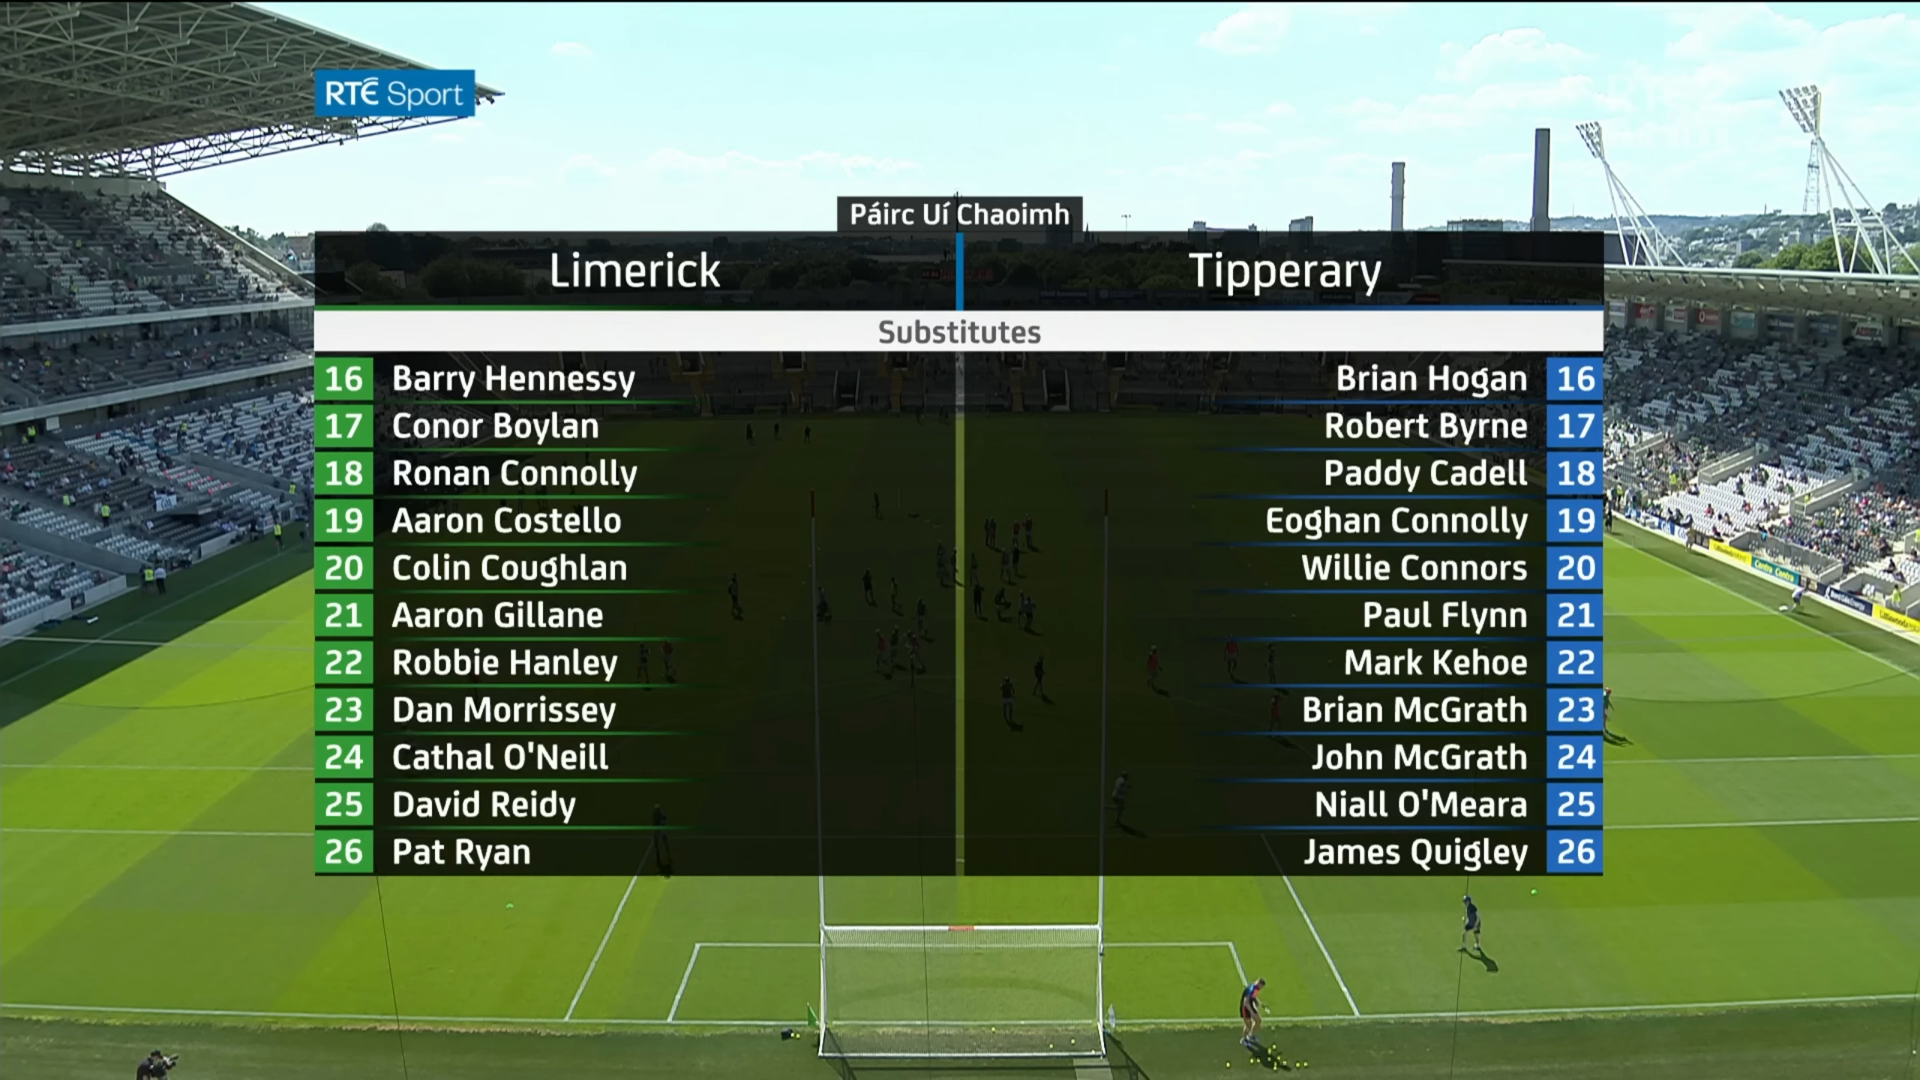 RTÉ Sport
Páirc Uí Chaoimh
Limerick Tipperary
Substitutes
16 Barry Hennessy Brian Hogan 16
17 Conor Boylan Robert Byrne 17
18 Ronan Connolly Paddy Cadell 18
19 Aaron Costello Eoghan Connolly 19
20 Colin Coughlan Willie Connors 20
21 Aaron Gillane Paul Flynn 21
22 Robbie Hanley Mark Kehoe 22
23 Dan Morrissey Brian McGrath 23
24 Cathal O'Neill John McGrath 24
25 David Reidy Niall O'Meara 25
26 Pat Ryan James Quigley 26
Centra Centra